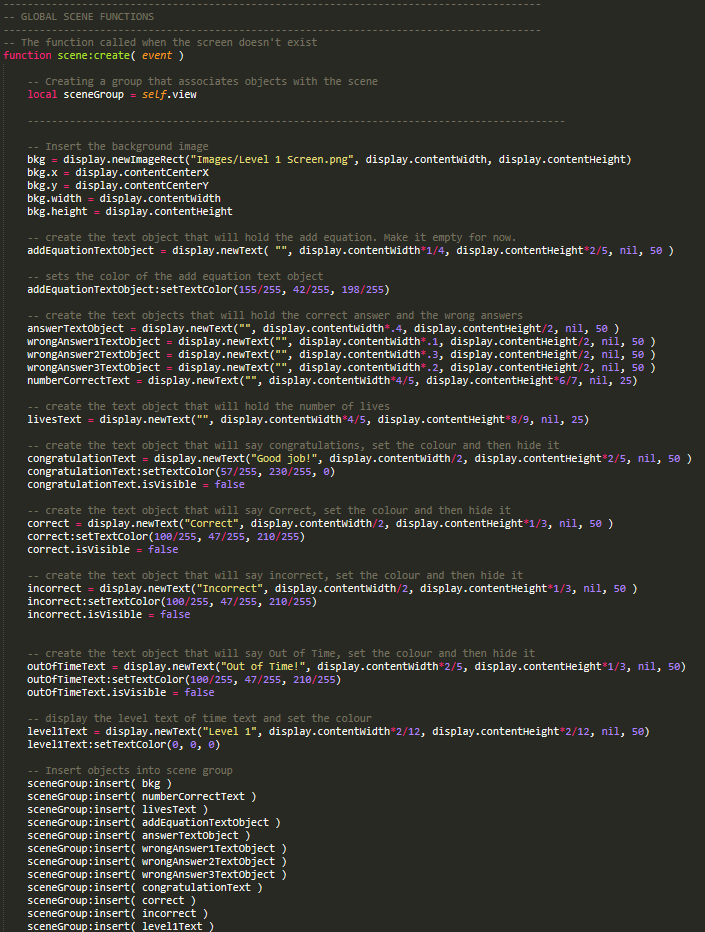 -----------------------------------------------------------------------------------------
-- GLOBAL SCENE FUNCTIONS
-----------------------------------------------------------------------------------------
-- The function called when the screen doesn't exist
function scene:create( event )
-- Creating a group that associates objects with the scene
local sceneGroup = self.view
-----------------------------------------------------------------------------------------
-- Insert the background image
bkg = display.newImageRect("Images/Level 1 Screen.png", display.contentWidth, display.contentHeight)
bkg.x = display.contentCenterX
bkg.y = display.contentCenterY
bkg.width = display.contentWidth
bkg.height = display.contentHeight
-- create the text object that will hold the add equation. Make it empty for now.
addEquationTextObject = display.newText( "", display.contentWidth*1/4, display.contentHeight*2/5, nil, 50 )
-- sets the color of the add equation text object
addEquationTextObject:setTextColor(155/255, 42/255, 198/255)
-- create the text objects that will hold the correct answer and the wrong answers
answerTextObject = display.newText("", display.contentWidth*.4, display.contentHeight/2, nil, 50 )
wrongAnswer1TextObject = display.newText("", display.contentWidth*.1, display.contentHeight/2, nil, 50 )
wrongAnswer2TextObject = display.newText("", display.contentWidth*.3, display.contentHeight/2, nil, 50 )
wrongAnswer3TextObject = display.newText("", display.contentWidth*.2, display.contentHeight/2, nil, 50 )
numberCorrectText = display.newText("", display.contentWidth*4/5, display.contentHeight*6/7, nil, 25)
-- create the text object that will hold the number of lives
livesText = display.newText("", display.contentWidth*4/5, display.contentHeight*8/9, nil, 25)
-- create the text object that will say congratulations, set the colour and then hide it
congratulationText = display.newText("Good job!", display.contentWidth/2, display.contentHeight*2/5, nil, 50 )
congratulationText:setTextColor(57/255, 230/255, 0)
congratulationText.isVisible = false
-- create the text object that will say Correct, set the colour and then hide it
correct = display.newText("Correct", display.contentWidth/2, display.contentHeight*1/3, nil, 50 )
correct:setTextColor(100/255, 47/255, 210/255)
correct.isVisible = false
-- create the text object that will say incorrect, set the colour and then hide it
incorrect = display.newText("Incorrect", display.contentWidth/2, display.contentHeight*1/3, nil, 50 )
incorrect:setTextColor(100/255, 47/255, 210/255)
incorrect.isVisible = false
-- create the text object that will say Out of Time, set the colour and then hide it
outOfTimeText = display.newText("Out of Time!", display.contentWidth*2/5, display.contentHeight*1/3, nil, 50)
outOfTimeText:setTextColor(100/255, 47/255, 210/255)
outOfTimeText.isVisible = false
-- display the level text of time text and set the colour
level1Text = display.newText("Level 1", display.contentWidth*2/12, display.contentHeight*2/12, nil, 50)
level1Text:setTextColor(0, 0, 0)
-- Insert objects into scene group
sceneGroup:insert( bkg )
sceneGroup:insert( numberCorrectText )
sceneGroup:insert( livesText )
sceneGroup:insert( addEquationTextObject )
sceneGroup:insert( answerTextObject )
sceneGroup:insert( wrongAnswer1TextObject )
sceneGroup:insert( wrongAnswer2TextObject )
sceneGroup:insert( wrongAnswer3TextObject )
sceneGroup:insert( congratulationText )
sceneGroup:insert( correct )
sceneGroup:insert( incorrect )
sceneGroup:insert( level1Text )